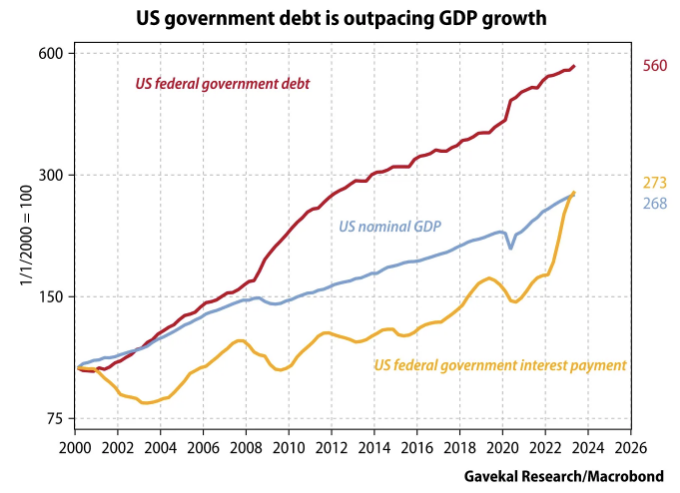 US government debt is outpacing GDP growth
600
300
150
75
1/1/2000 = 100
US federal government debt
US nominal GDP
US federal government interest payment
560
273
268
2000 2002 2004 2006 2008 2010 2012 2014 2016 2018 2020 2022 2024 2026
Gavekal Research/Macrobond